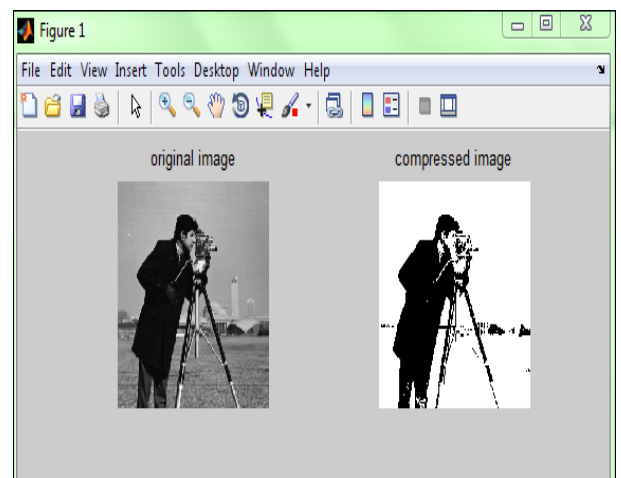 Figure 1
File Edit View Insert Tools Desktop Window Help
original image
compressed image